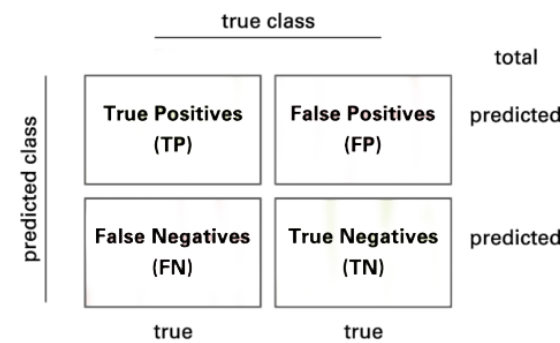 true class
total
predicted class
True Positives
(TP)
False Positives
(FP)
predicted
False Negatives
(FN)
True Negatives
(TN)
predicted
true
true